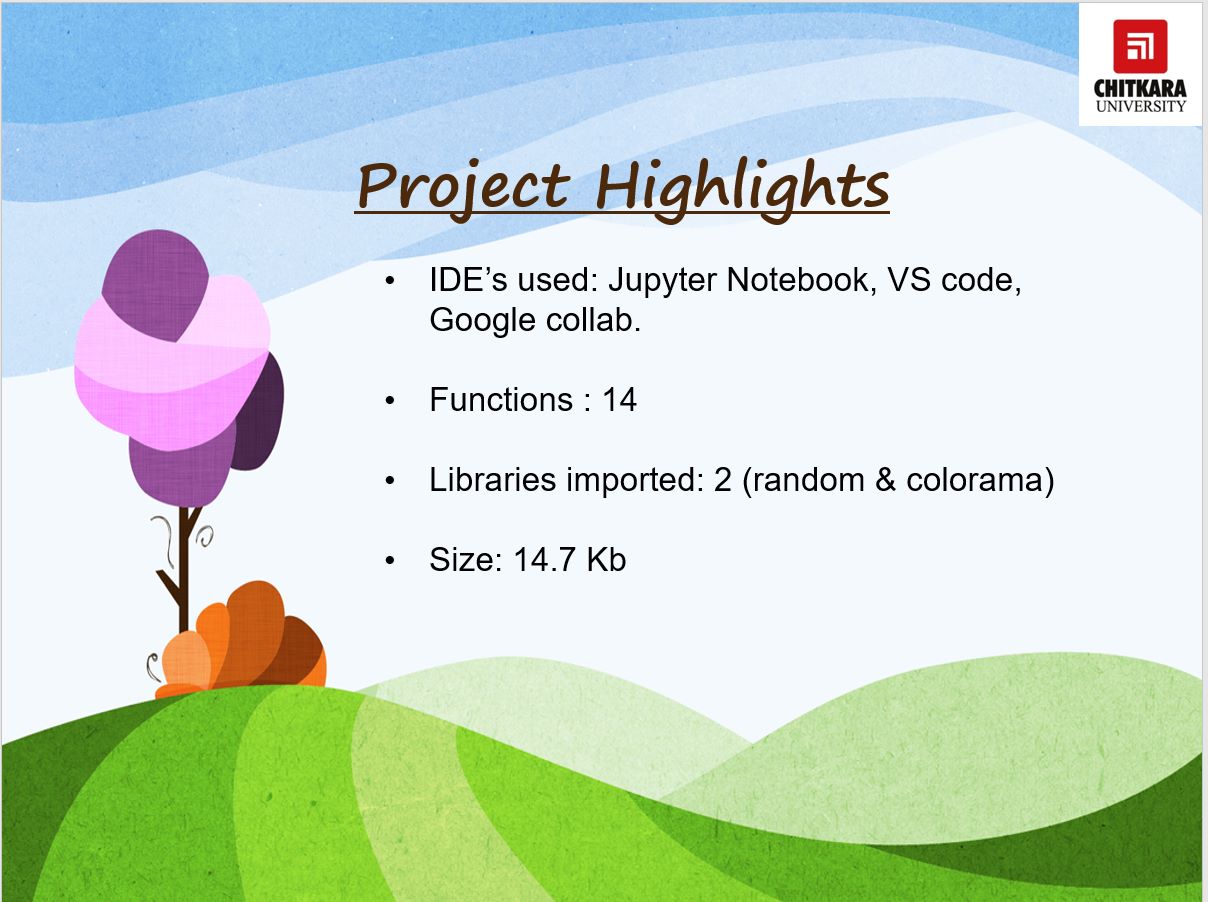 CHITKARA
UNIVERSITY
Project Highlights
• IDE’s used: Jupyter Notebook, VS code,
Google collab.
• Functions : 14
• Libraries imported: 2 (random & colorama)
• Size: 14.7 Kb